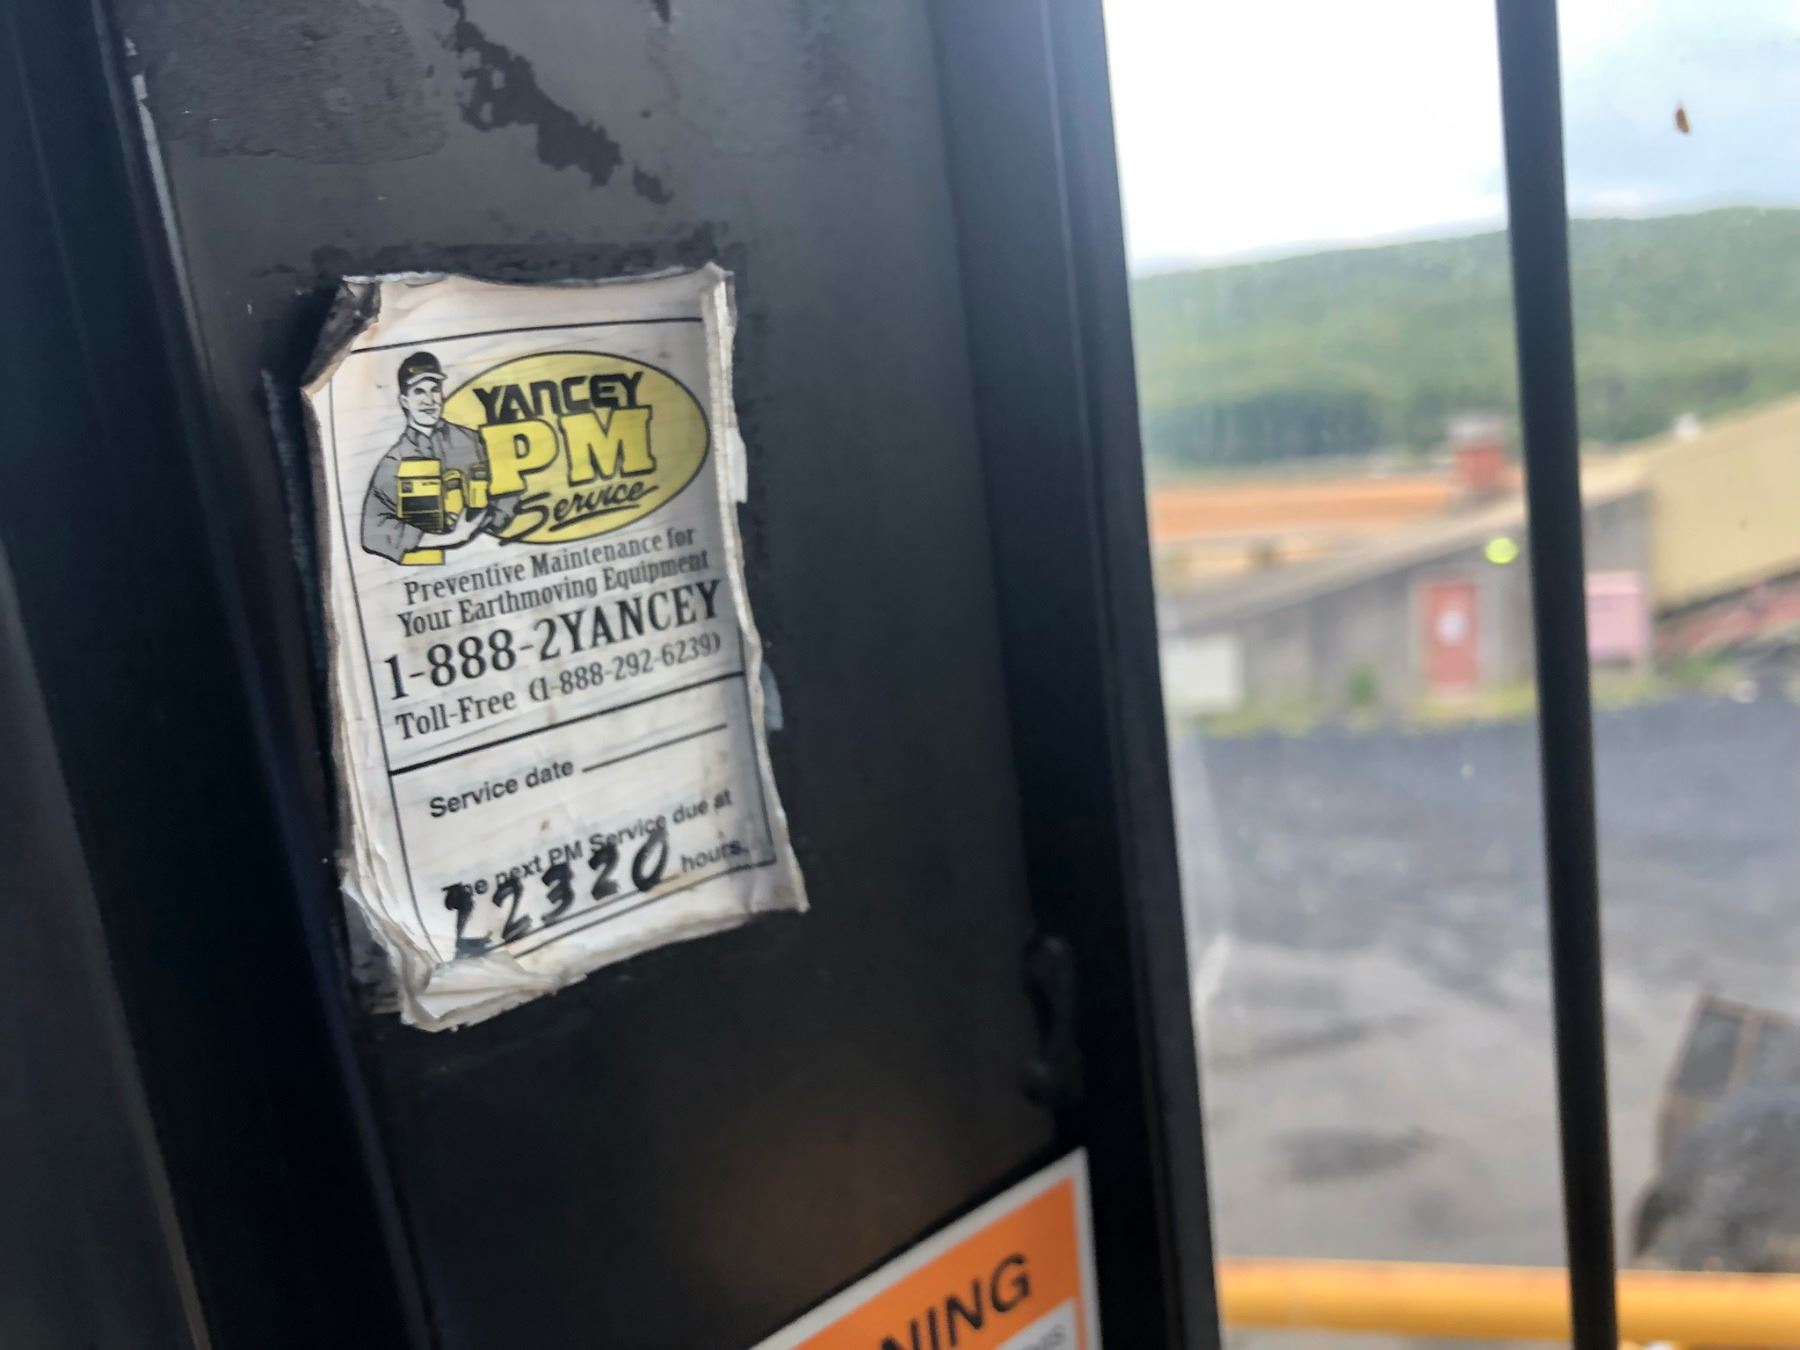 YANCEY
PM
Service
Preventive Maintenance for
Your Earthmoving Equipment
1-888-2YANCEY
Toll-Free (1-888-292-6239)
Service date
The next PM Service due at
22320 hours.
NING